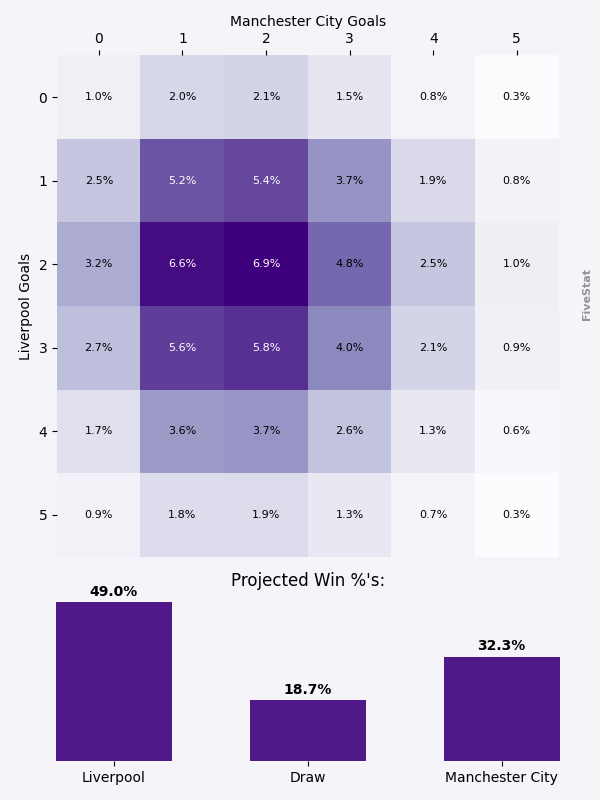 Manchester City Goals
0 1 2 3 4 5
0 1.0% 2.0% 2.1% 1.5% 0.8% 0.3%
1 2.5% 5.2% 5.4% 3.7% 1.9% 0.8%
2 3.2% 6.6% 6.9% 4.8% 2.5% 1.0%
3 2.7% 5.6% 5.8% 4.0% 2.1% 0.9%
4 1.7% 3.6% 3.7% 2.6% 1.3% 0.6%
5 0.9% 1.8% 1.9% 1.3% 0.7% 0.3%
Liverpool Goals
FiveStat
Projected Win %'s:
49.0%
18.7%
32.3%
Liverpool Draw Manchester City